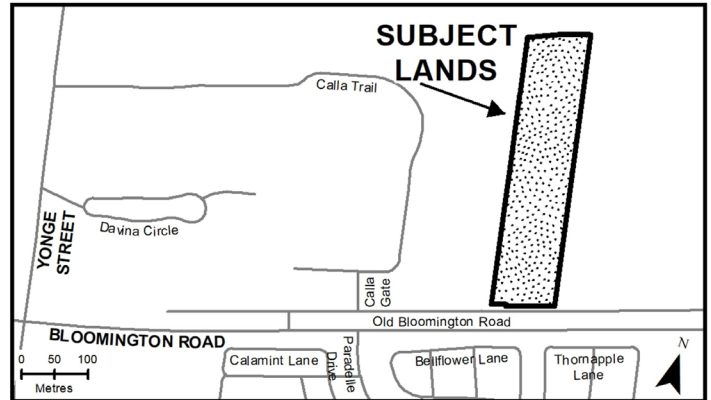 SUBJECT
LANDS
Calla Trail
YONGE
STREET
Davina Circle
Calla
Gate
Old Bloomington Road
BLOOMINGTON ROAD
0 50 100
Metres
Calamint Lane
Paradelle
Drive
Bellflower Lane
Thomapple
Lane
N